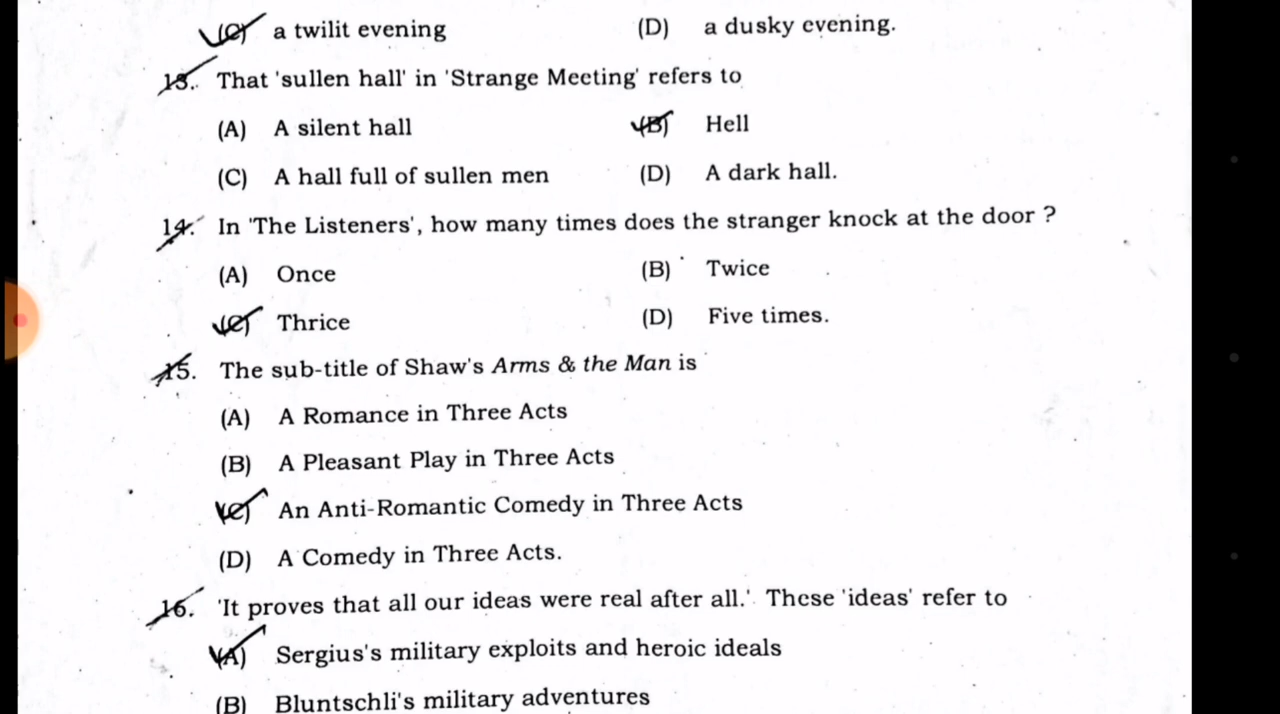 (C) a twilit evening (D) a dusky evening.
13. That 'sullen hall' in 'Strange Meeting' refers to
(A) A silent hall (B) Hell
(C) A hall full of sullen men (D) A dark hall.
14. In 'The Listeners', how many times does the stranger knock at the door ?
(A) Once (B) Twice
(C) Thrice (D) Five times.
15. The sub-title of Shaw's Arms & the Man is
(A) A Romance in Three Acts
(B) A Pleasant Play in Three Acts
(C) An Anti-Romantic Comedy in Three Acts
(D) A Comedy in Three Acts.
16. 'It proves that all our ideas were real after all.' These 'ideas' refer to
(A) Sergius's military exploits and heroic ideals
(B) Bluntschli's military adventures